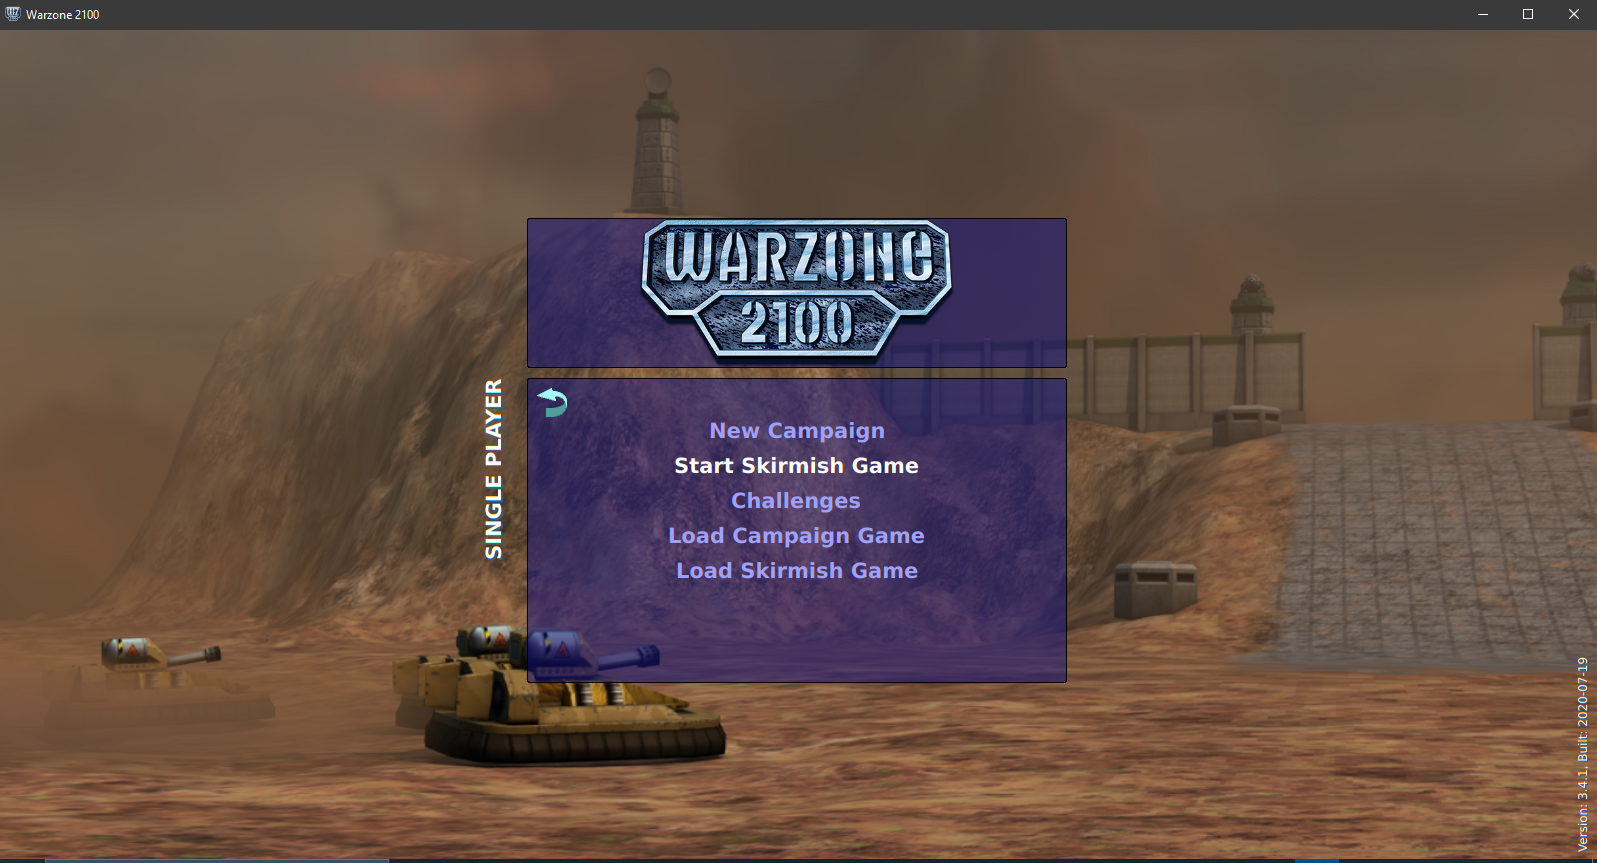 Warzone 2100
WARZONE
2100
SINGLE PLAYER
New Campaign
Start Skirmish Game
Challenges
Load Campaign Game
Load Skirmish Game
Version: 3.4.1, Built: 2020-07-19